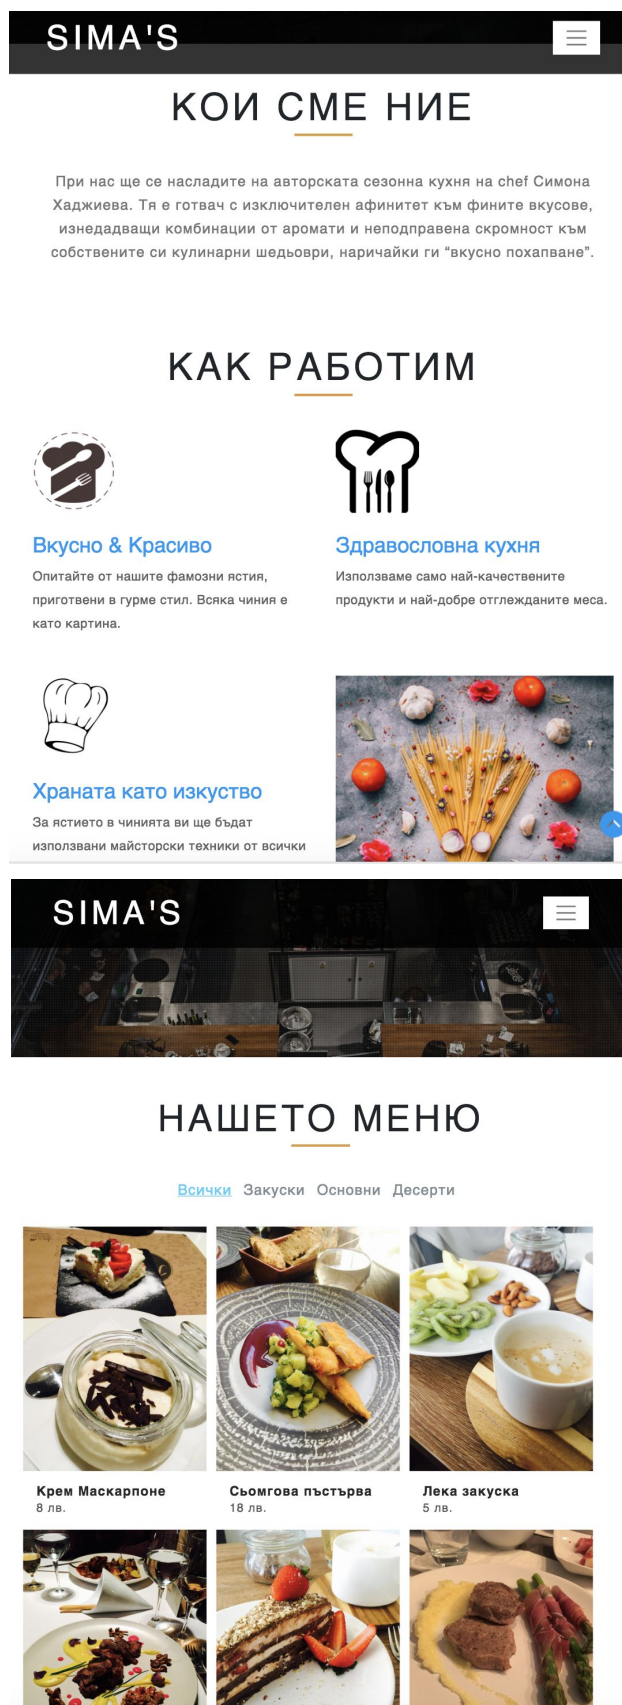 SIMA'S
КОИ СМЕ НИЕ
При нас ще се насладите на авторската сезонна кухня на chef Симона
Хаджиева. Тя е готвач с изключителен афинитет към фините вкусове,
изнедадващи комбинации от аромати и неподправена скромност към
собствените си кулинарни шедьоври, наричайки ги “вкусно похапване”.
КАК РАБОТИМ
Вкусно & Красиво
Опитайте от нашите фамозни ястия,
приготвени в гурме стил. Всяка чиния е
като картина.
Здравословна кухня
Използваме само най-качествените
продукти и най-добре отглежданите меса.
Храната като изкуство
За ястието в чинията ви ще бъдат
използвани майсторски техники от всички
SIMA'S
НАШЕТО МЕНЮ
Всички Закуски Основни Десерти
Крем Маскарпоне
8 лв.
Сьомгова пъстърва
18 лв.
Лека закуска
5 лв.